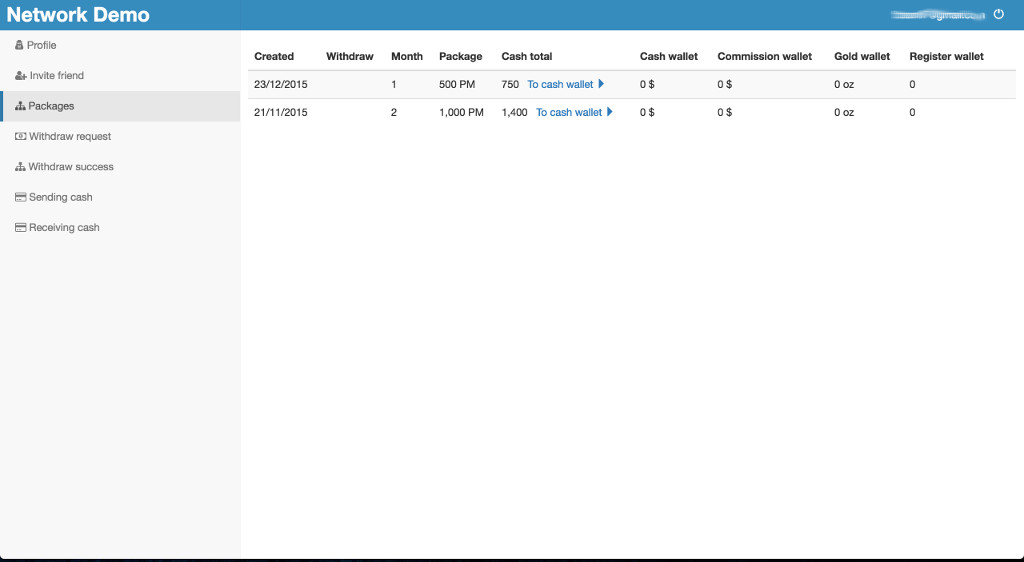 Network Demo
Profile
Invite friend
Packages
Withdraw request
Withdraw success
Sending cash
Receiving cash
Created Withdraw Month Package Cash total Cash wallet Commission wallet Gold wallet Register wallet
23/12/2015 1 500 PM 750 To cash wallet 0 $ 0 $ 0 oz 0
21/11/2015 2 1,000 PM 1,400 To cash wallet 0 $ 0 $ 0 oz 0